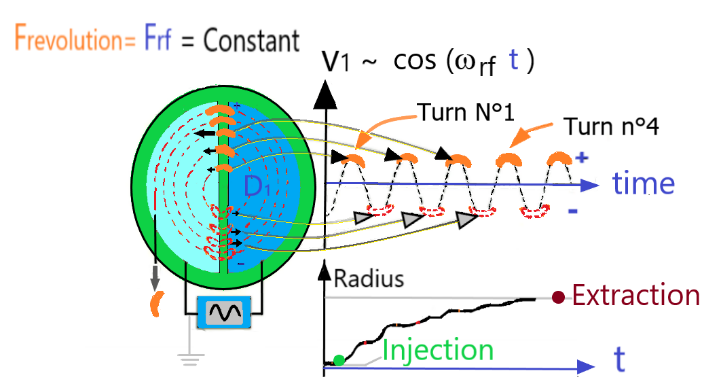 Frevolution= Frf = Constant
V1 ~ cos (ωrf t )
Turn N°1
Turn n°4
+
D1
+
time
-
-
Radius
Extraction
Injection
t